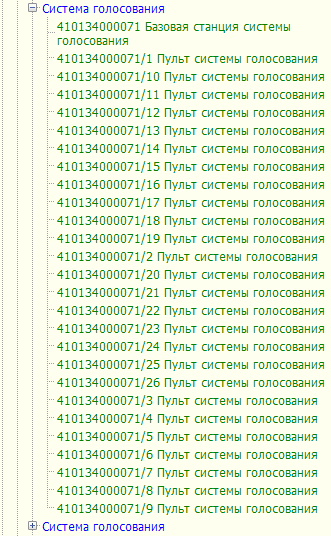 Система голосования
410134000071 Базовая станция системы
голосования
410134000071/1 Пульт системы голосования
410134000071/10 Пульт системы голосования
410134000071/11 Пульт системы голосования
410134000071/12 Пульт системы голосования
410134000071/13 Пульт системы голосования
410134000071/14 Пульт системы голосования
410134000071/15 Пульт системы голосования
410134000071/16 Пульт системы голосования
410134000071/17 Пульт системы голосования
410134000071/18 Пульт системы голосования
410134000071/19 Пульт системы голосования
410134000071/2 Пульт системы голосования
410134000071/20 Пульт системы голосования
410134000071/21 Пульт системы голосования
410134000071/22 Пульт системы голосования
410134000071/23 Пульт системы голосования
410134000071/24 Пульт системы голосования
410134000071/25 Пульт системы голосования
410134000071/26 Пульт системы голосования
410134000071/3 Пульт системы голосования
410134000071/4 Пульт системы голосования
410134000071/5 Пульт системы голосования
410134000071/6 Пульт системы голосования
410134000071/7 Пульт системы голосования
410134000071/8 Пульт системы голосования
410134000071/9 Пульт системы голосования
Система голосования